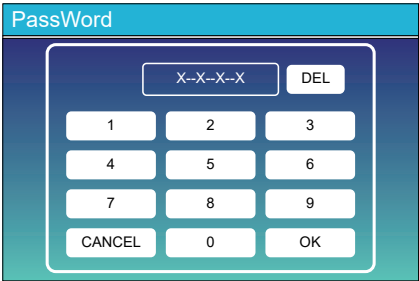 PassWord
X--X--X--X DEL
1 2 3
4 5 6
7 8 9
CANCEL 0 OK